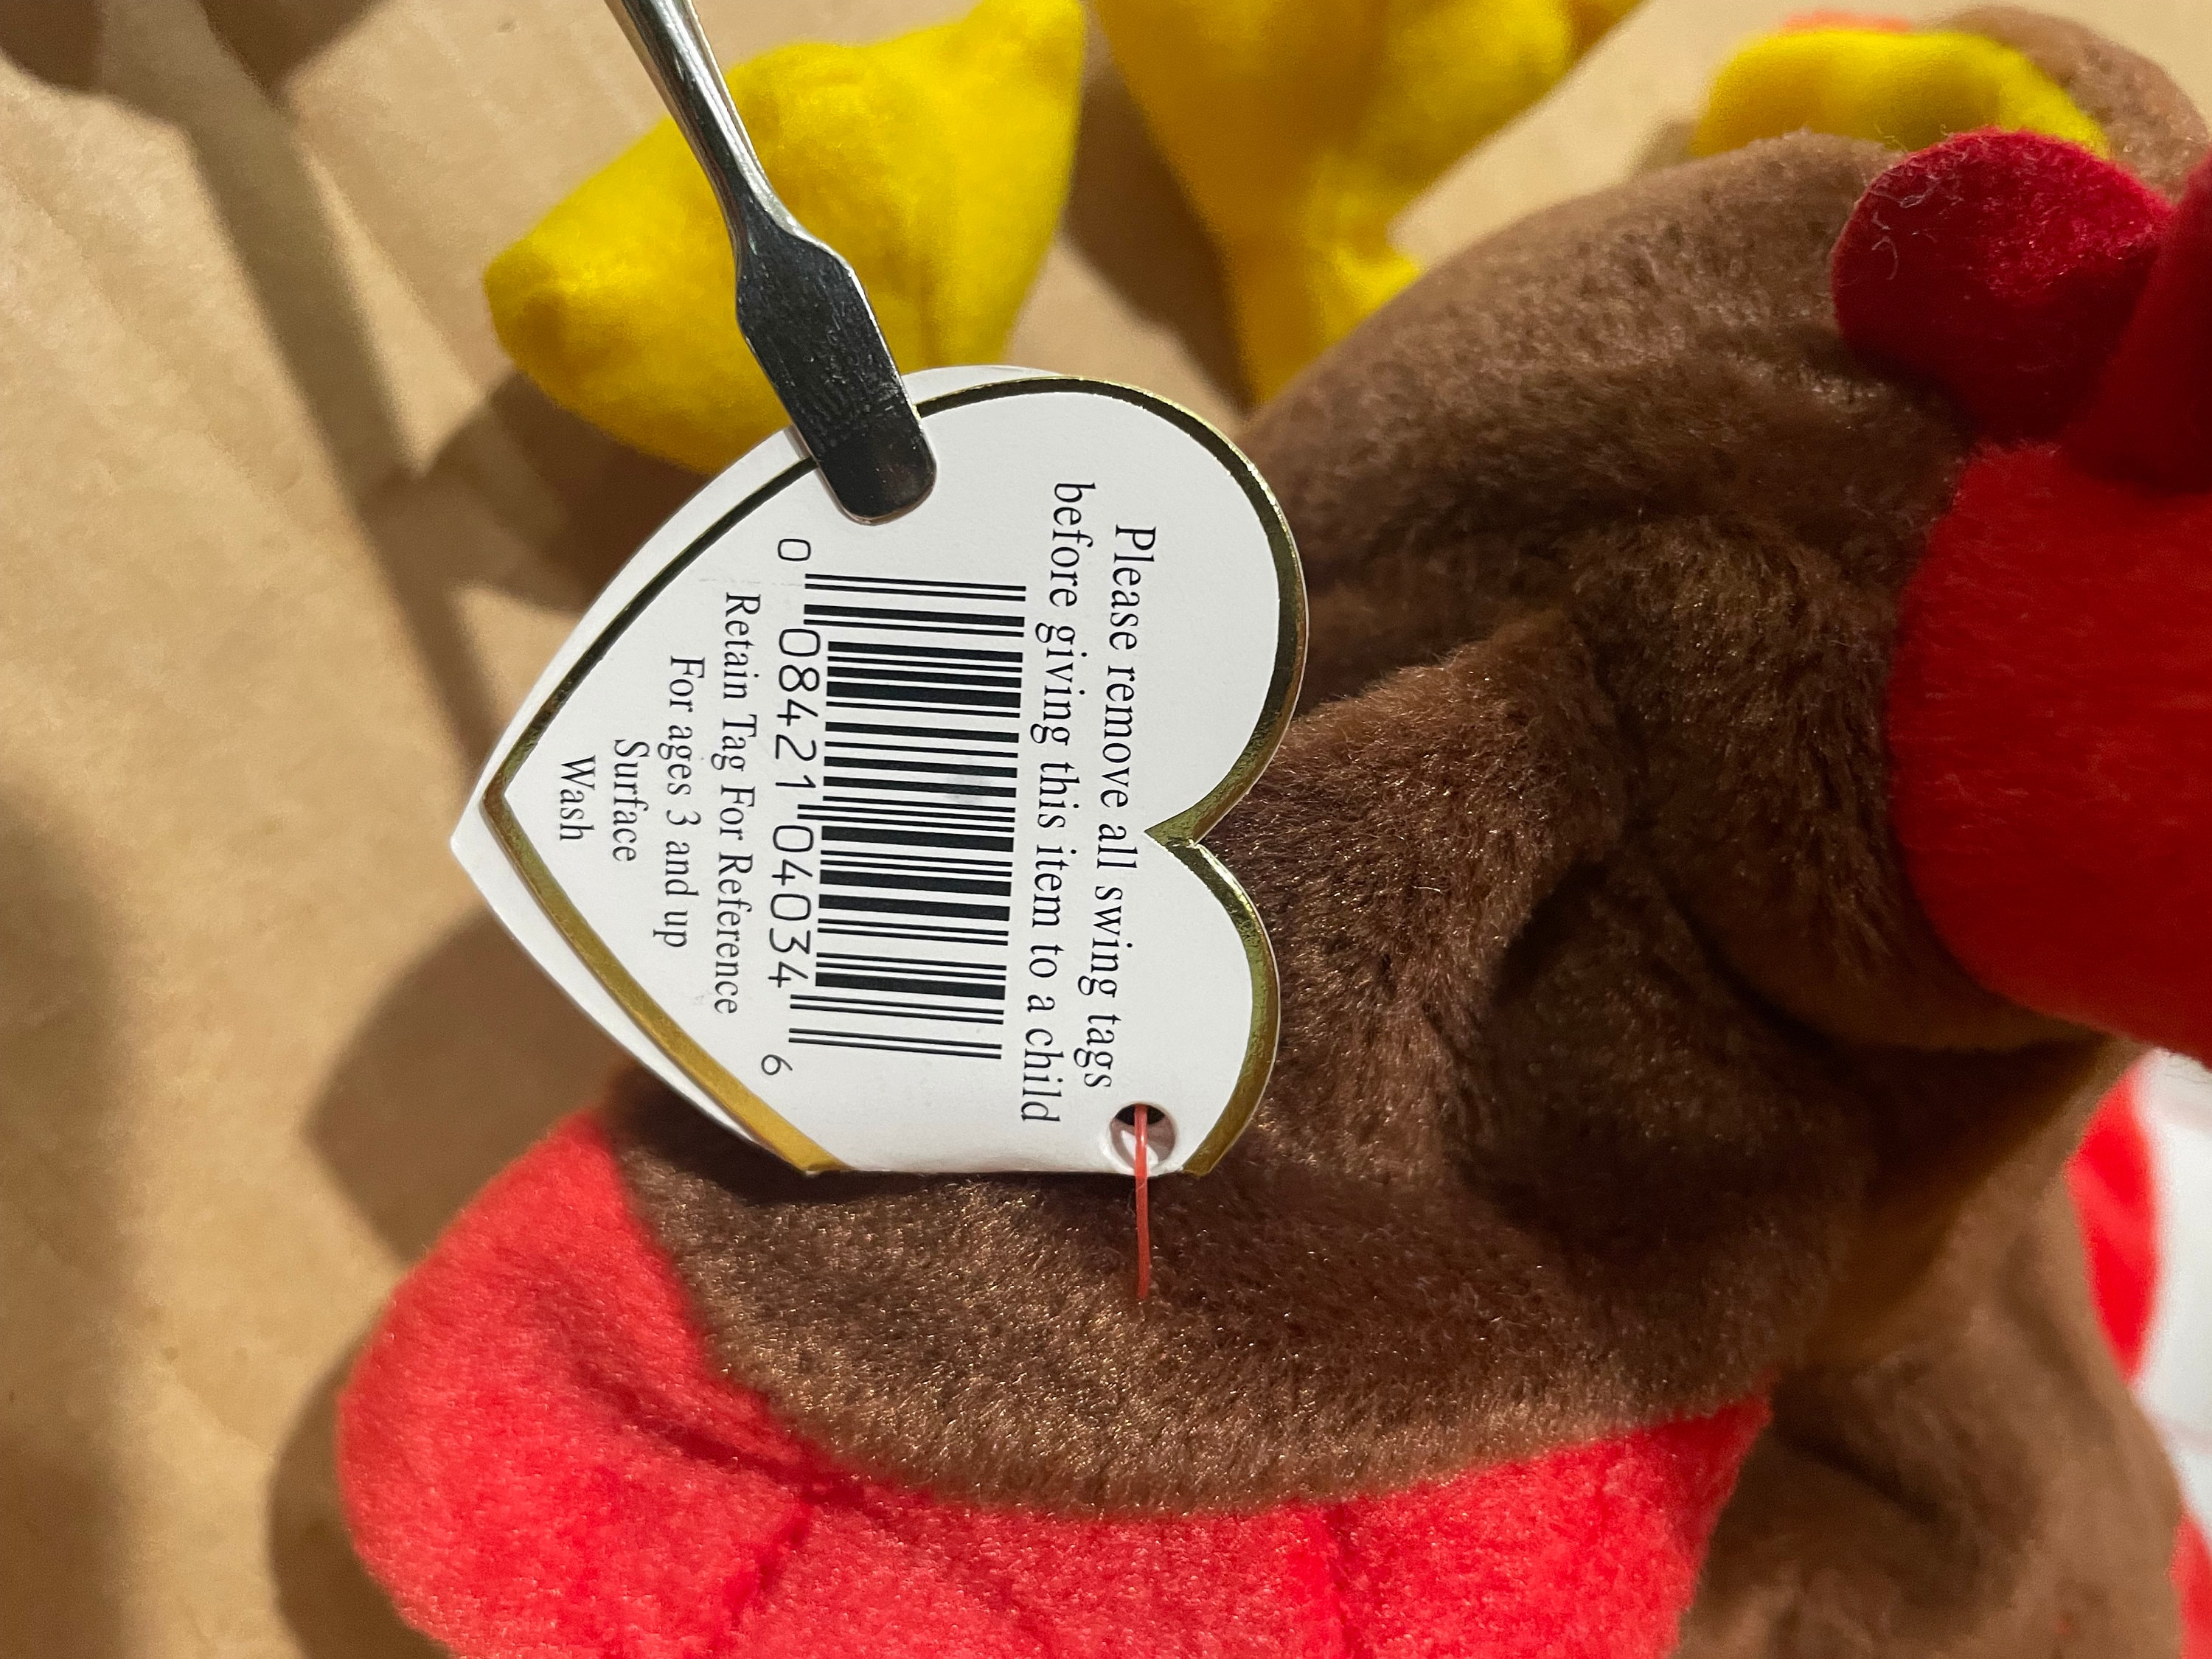 Please remove all swing tags
before giving this item to a child
0 08421 04034 6
Retain Tag For Reference
For ages 3 and up
Surface
Wash